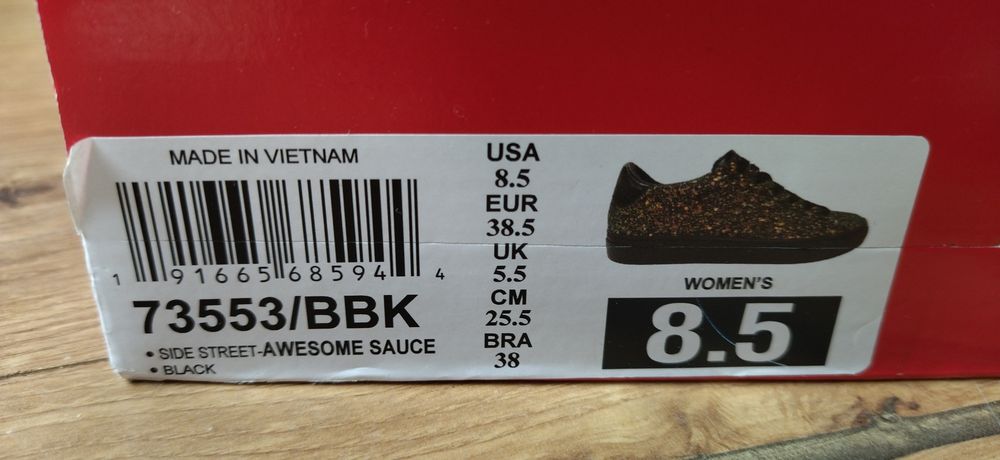 MADE IN VIETNAM
1 91665 68594 4
73553/BBK
• SIDE STREET-AWESOME SAUCE
• BLACK
USA
8.5
EUR
38.5
UK
5.5
CM
25.5
BRA
38
WOMEN'S
8.5